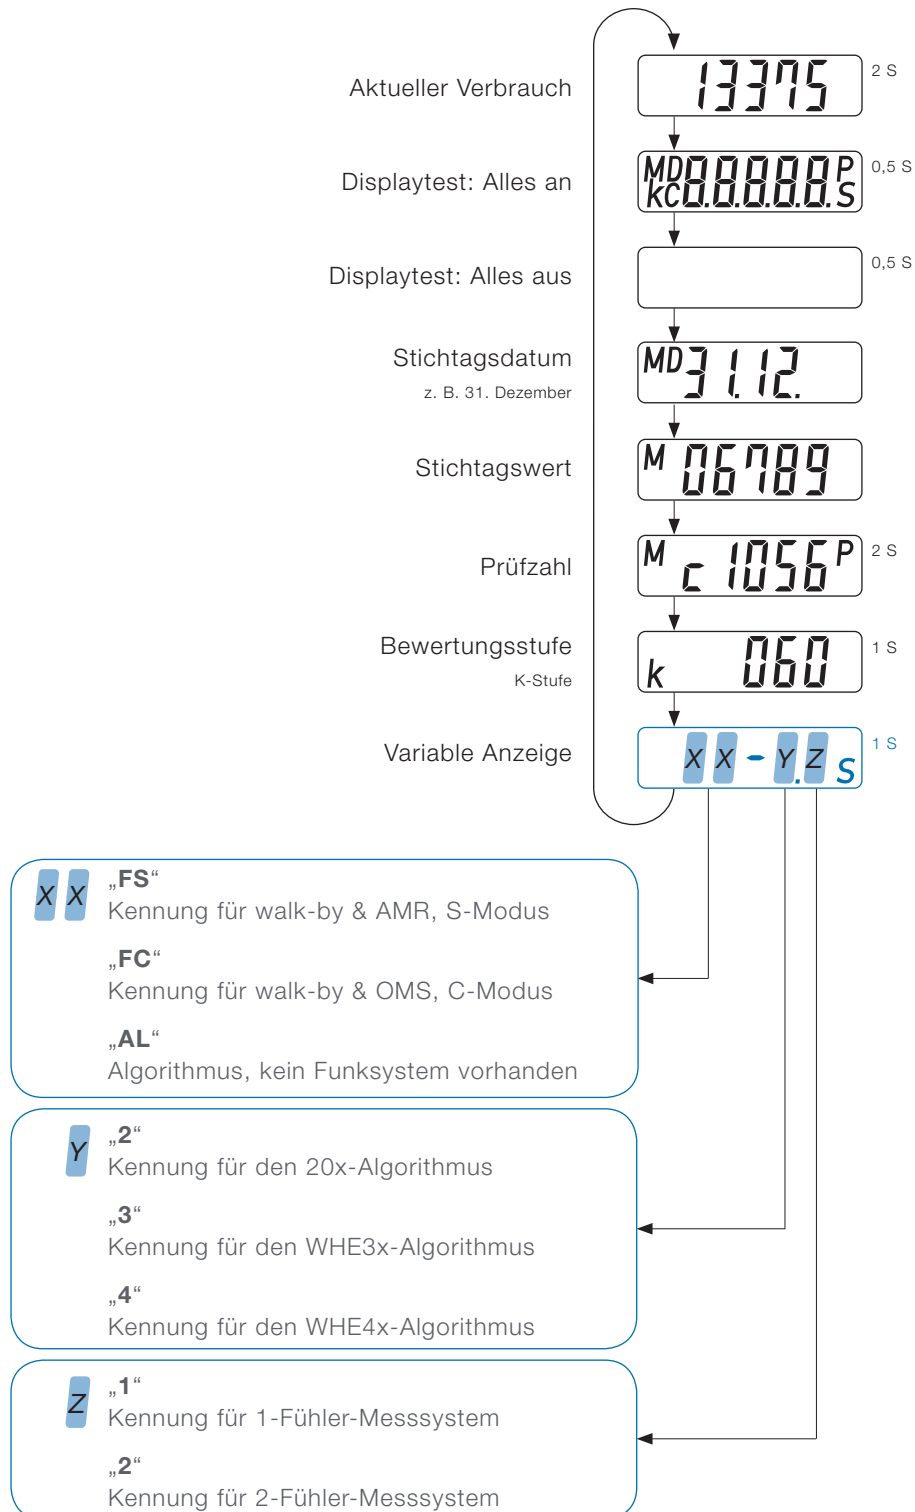 Aktueller Verbrauch 13375 2 S
Displaytest: Alles an MD kC 8.8.8.8.8. P S 0,5 S
Displaytest: Alles aus 0,5 S
Stichtagsdatum MD 31.12.
z. B. 31. Dezember
Stichtagswert M 06789
Prüfzahl M c 1056 P 2 S
Bewertungsstufe k 060 1 S
K-Stufe
Variable Anzeige X X - Y.Z S 1 S
X X „FS“
Kennung für walk-by & AMR, S-Modus
„FC“
Kennung für walk-by & OMS, C-Modus
„AL“
Algorithmus, kein Funksystem vorhanden
Y „2“
Kennung für den 20x-Algorithmus
„3“
Kennung für den WHE3x-Algorithmus
„4“
Kennung für den WHE4x-Algorithmus
Z „1“
Kennung für 1-Fühler-Messsystem
„2“
Kennung für 2-Fühler-Messsystem